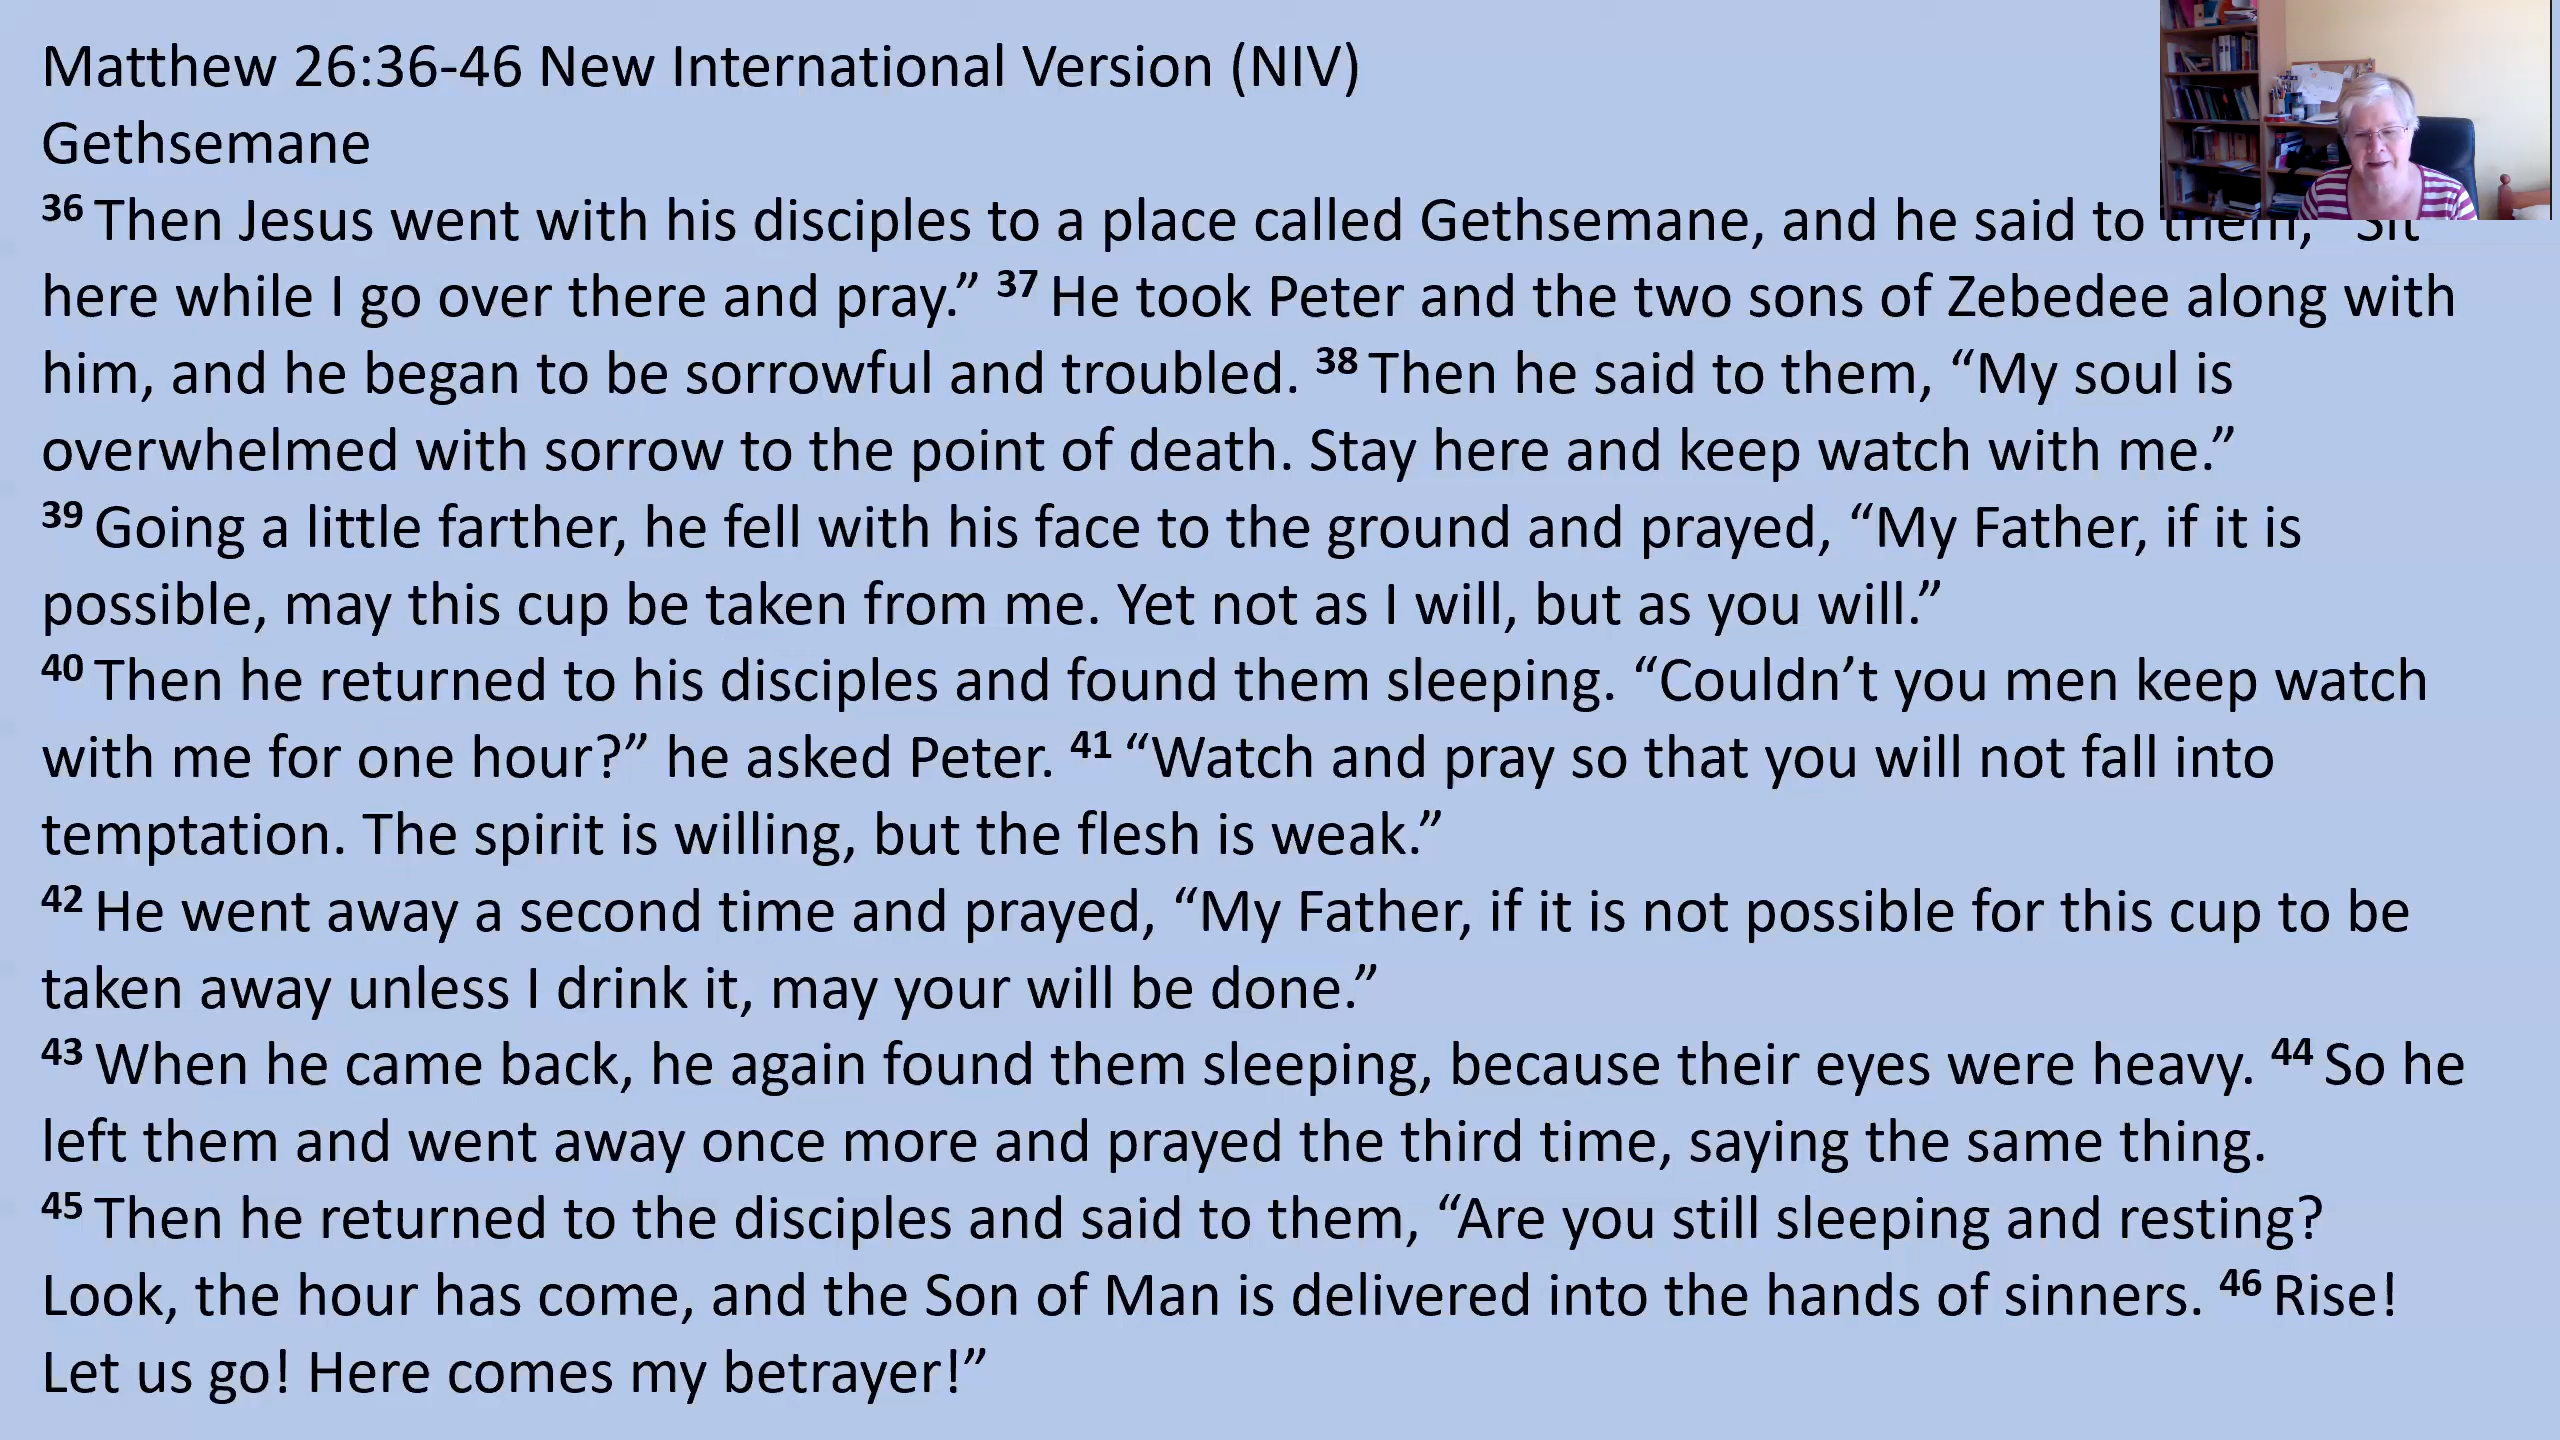 Matthew 26:36-46 New International Version (NIV)
Gethsemane
36 Then Jesus went with his disciples to a place called Gethsemane, and he said to them, “Sit
here while I go over there and pray.” 37 He took Peter and the two sons of Zebedee along with
him, and he began to be sorrowful and troubled. 38 Then he said to them, “My soul is
overwhelmed with sorrow to the point of death. Stay here and keep watch with me.”
39 Going a little farther, he fell with his face to the ground and prayed, “My Father, if it is
possible, may this cup be taken from me. Yet not as I will, but as you will.”
40 Then he returned to his disciples and found them sleeping. “Couldn’t you men keep watch
with me for one hour?” he asked Peter. 41 “Watch and pray so that you will not fall into
temptation. The spirit is willing, but the flesh is weak.”
42 He went away a second time and prayed, “My Father, if it is not possible for this cup to be
taken away unless I drink it, may your will be done.”
43 When he came back, he again found them sleeping, because their eyes were heavy. 44 So he
left them and went away once more and prayed the third time, saying the same thing.
45 Then he returned to the disciples and said to them, “Are you still sleeping and resting?
Look, the hour has come, and the Son of Man is delivered into the hands of sinners. 46 Rise!
Let us go! Here comes my betrayer!”